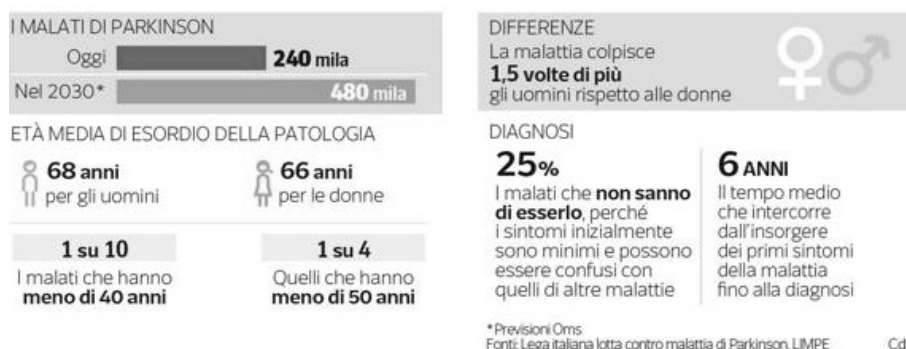 I MALATI DI PARKINSON
Oggi 240 mila
Nel 2030* 480 mila
ETÀ MEDIA DI ESORDIO DELLA PATOLOGIA
68 anni
per gli uomini
66 anni
per le donne
1 su 10
I malati che hanno
meno di 40 anni
1 su 4
Quelli che hanno
meno di 50 anni
DIFFERENZE
La malattia colpisce
1,5 volte di più
gli uomini rispetto alle donne
DIAGNOSI
25%
I malati che non sanno
di esserlo, perché
i sintomi inizialmente
sono minimi e possono
essere confusi con
quelli di altre malattie
6 ANNI
Il tempo medio
che intercorre
dall'insorgere
dei primi sintomi
della malattia
fino alla diagnosi
*Previsioni Oms
Fonti: Lega italiana lotta contro malattia di Parkinson, LIMPE
Cd